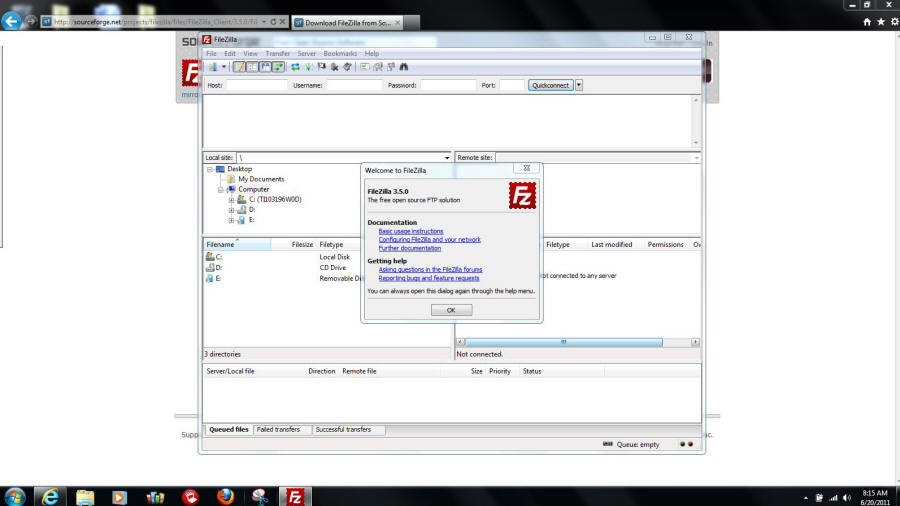 http://sourceforge.net/projects/filezilla/files/FileZilla_Client/3.5.0/Fil
Download FileZilla from So...
FileZilla
File Edit View Transfer Server Bookmarks Help
Host: Username: Password: Port: Quickconnect
mirro
Local site: \
Remote site:
Desktop
My Documents
Computer
C: (TI103196W0D)
D:
E:
Filename Filesize Filetype
C: Local Disk
D: CD Drive
E: Removable Di
3 directories
Welcome to FileZilla
FileZilla 3.5.0
The free open source FTP solution
Fz
Documentation
Basic usage instructions
Configuring FileZilla and your network
Further documentation
Getting help
Asking questions in the FileZilla forums
Reporting bugs and feature requests
You can always open this dialog again through the help menu.
OK
Filetype Last modified Permissions Ov
ot connected to any server
Not connected.
Server/Local file Direction Remote file Size Priority Status
Queued files Failed transfers Successful transfers
Supp
nc.
Queue: empty
8:15 AM
6/20/2011